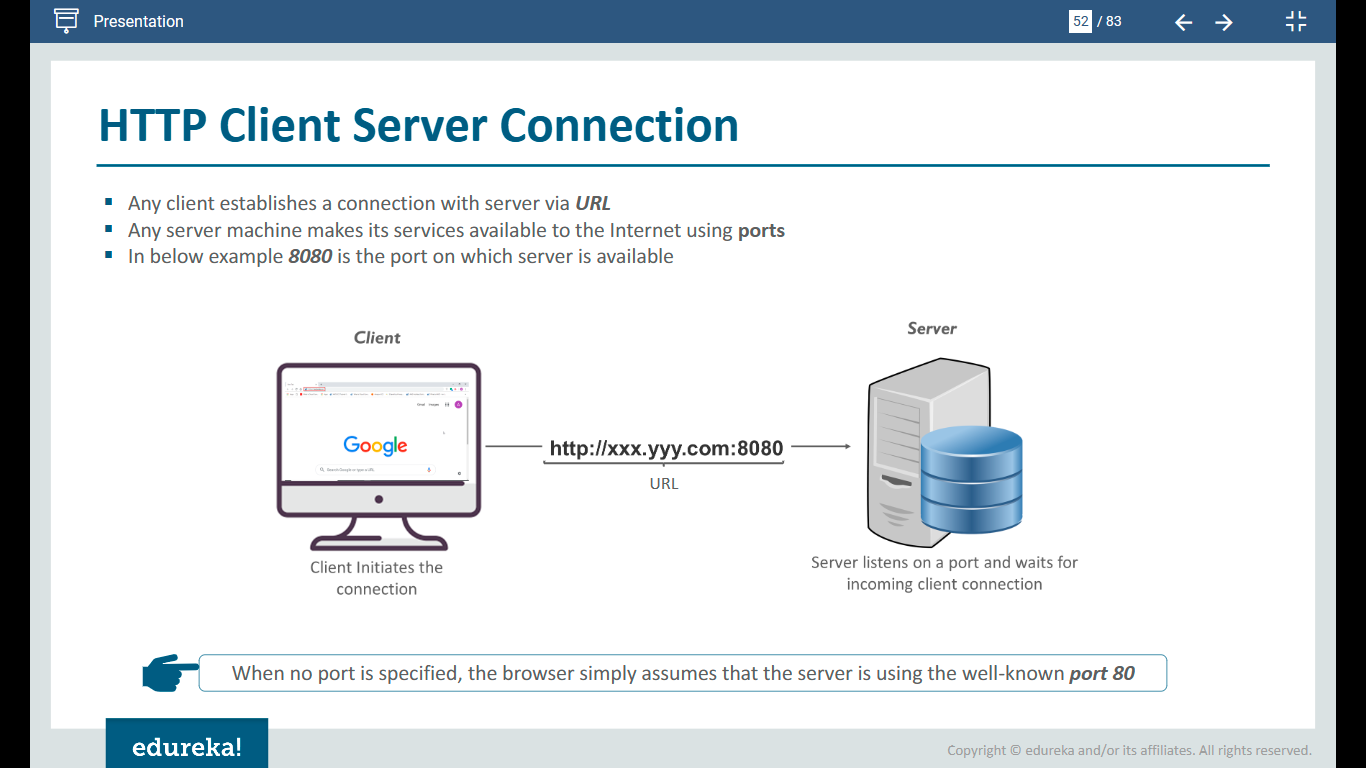 Presentation
52 / 83
HTTP Client Server Connection
Any client establishes a connection with server via URL
Any server machine makes its services available to the Internet using ports
In below example 8080 is the port on which server is available
Client
Server
Google
Search Google or type a URL
http://xxx.yyy.com:8080
URL
Client Initiates the
connection
Server listens on a port and waits for
incoming client connection
When no port is specified, the browser simply assumes that the server is using the well-known port 80
edureka!
Copyright © edureka and/or its affiliates. All rights reserved.